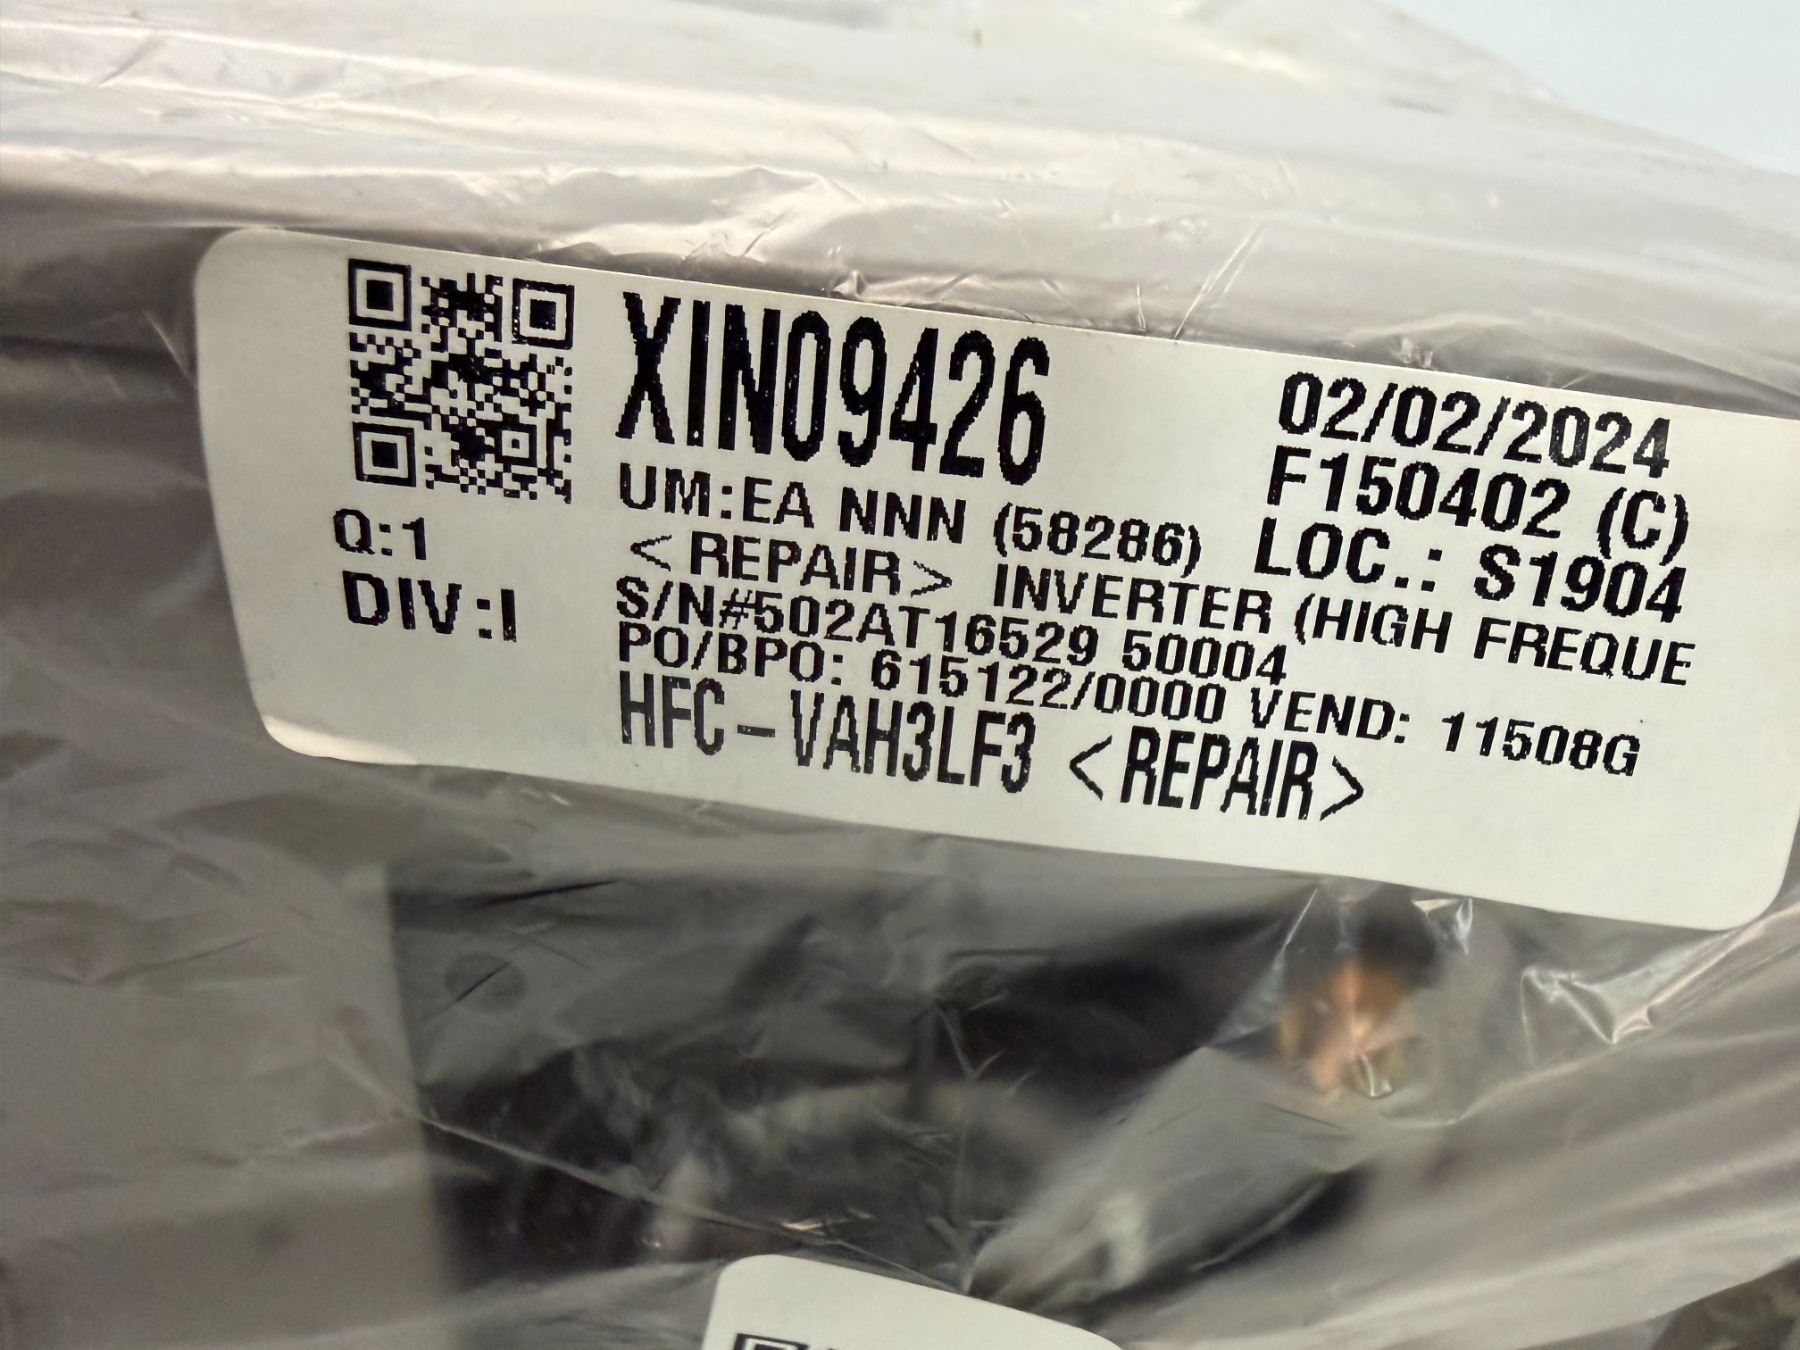 XIN09426
02/02/2024
F150402 (C)
UM:EA NNN (58286) LOC.: S1904
Q:1
<REPAIR> INVERTER (HIGH FREQUE
DIV:I
S/N#502AT16529 50004
PO/BPO: 615122/0000 VEND: 11508G
HFC-VAH3LF3 <REPAIR>